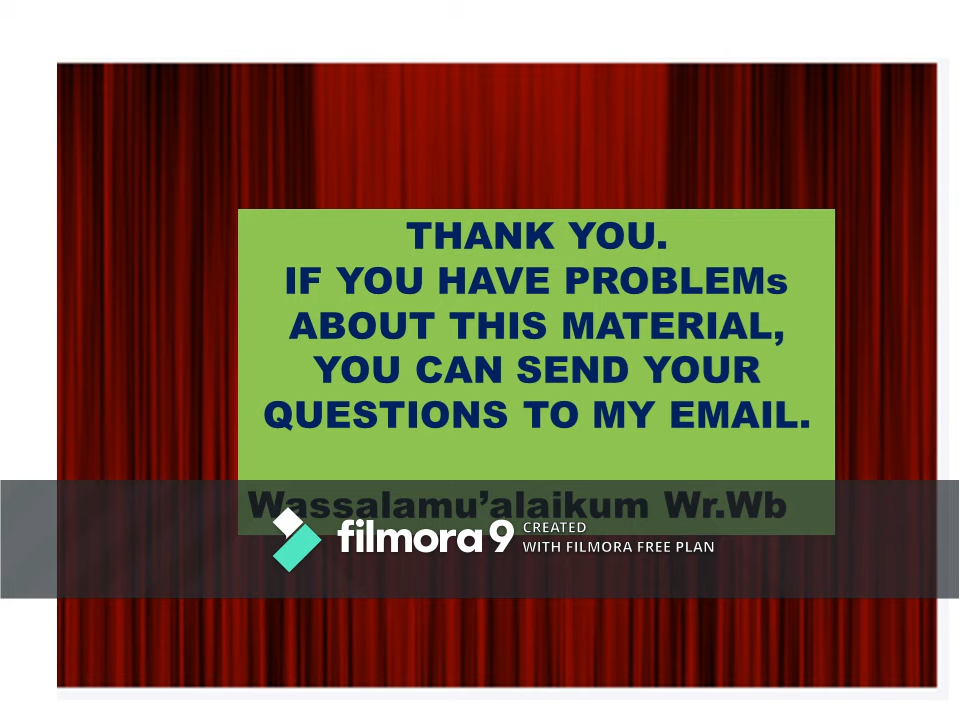 THANK YOU.
IF YOU HAVE PROBLEMs
ABOUT THIS MATERIAL,
YOU CAN SEND YOUR
QUESTIONS TO MY EMAIL.
Wassalamu’alaikum Wr.Wb
filmora 9 CREATED
WITH FILMORA FREE PLAN